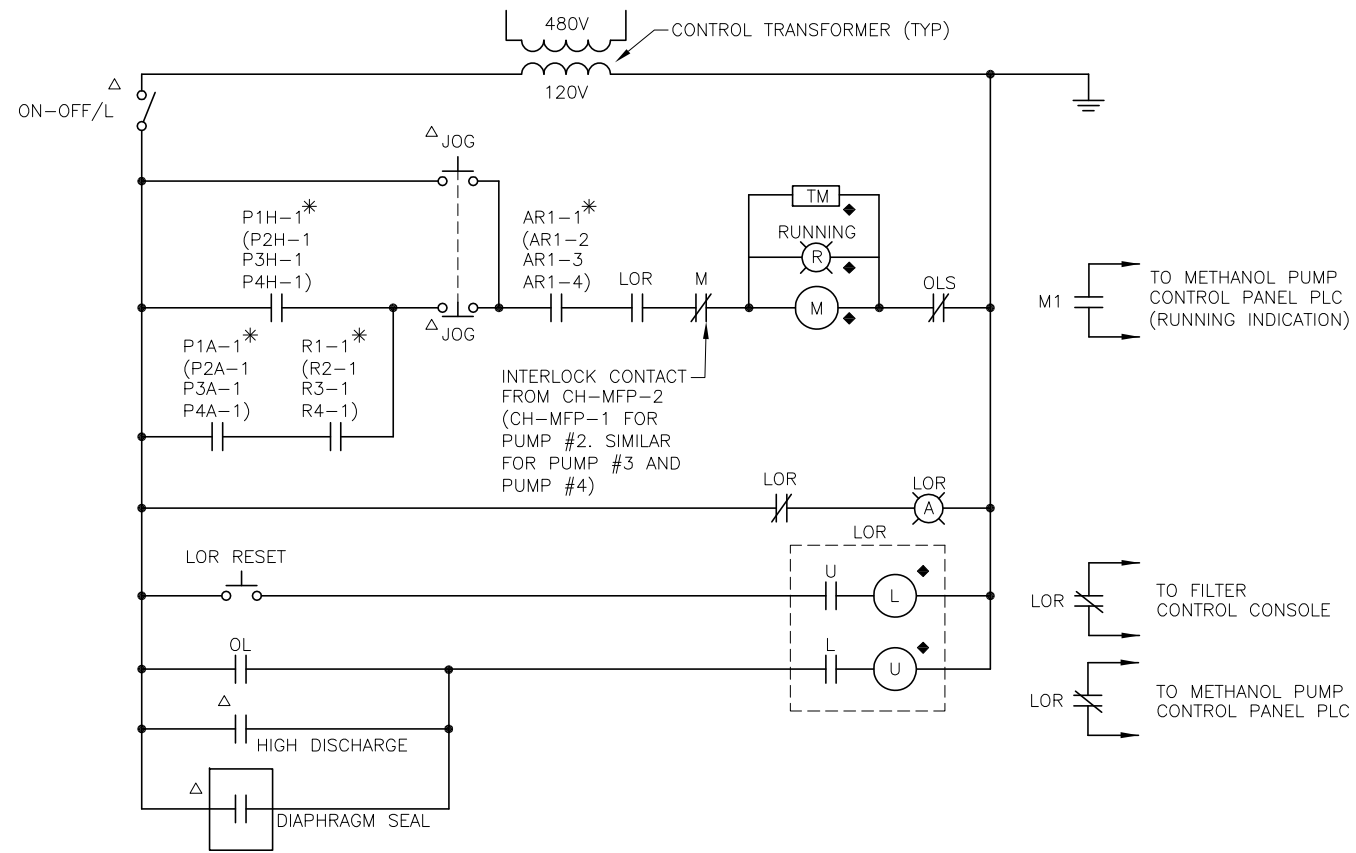 480V
CONTROL TRANSFORMER (TYP)
120V
ON-OFF/L
JOG
P1H-1*
(P2H-1
P3H-1
P4H-1)
AR1-1*
(AR1-2
AR1-3
AR1-4)
LOR
M
TM
RUNNING
R
M
OLS
JOG
M1
TO METHANOL PUMP
CONTROL PANEL PLC
(RUNNING INDICATION)
P1A-1*
(P2A-1
P3A-1
P4A-1)
R1-1*
(R2-1
R3-1
R4-1)
INTERLOCK CONTACT
FROM CH-MFP-2
(CH-MFP-1 FOR
PUMP #2. SIMILAR
FOR PUMP #3 AND
PUMP #4)
LOR
LOR
A
LOR
LOR RESET
U
L
LOR
TO FILTER
CONTROL CONSOLE
OL
L
U
LOR
TO METHANOL PUMP
CONTROL PANEL PLC
HIGH DISCHARGE
DIAPHRAGM SEAL